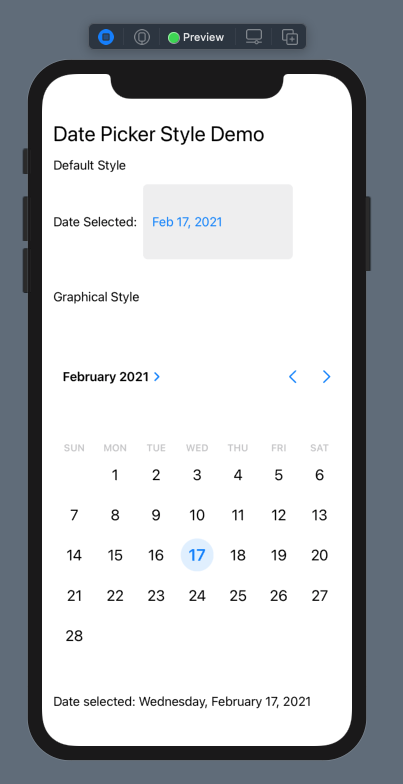 Preview
Date Picker Style Demo
Default Style
Date Selected: Feb 17, 2021
Graphical Style
February 2021
SUN MON TUE WED THU FRI SAT
1 2 3 4 5 6
7 8 9 10 11 12 13
14 15 16 17 18 19 20
21 22 23 24 25 26 27
28
Date selected: Wednesday, February 17, 2021